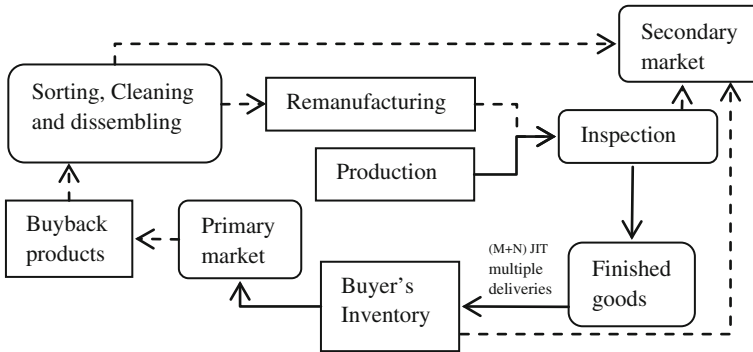 Secondary
market
Sorting, Cleaning
and dissembling
Remanufacturing
Inspection
Production
Buyback
products
Primary
market
(M+N) JIT
multiple
deliveries
Finished
goods
Buyer's
Inventory